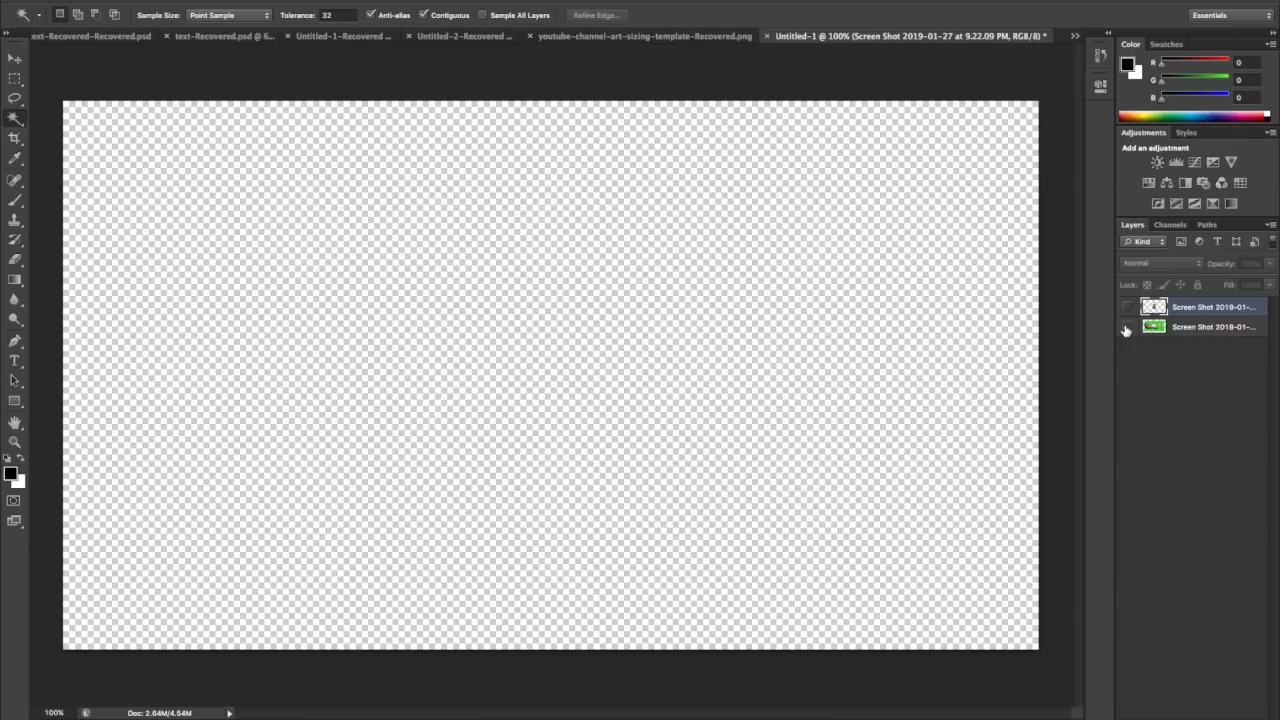 Sample Size: Point Sample Tolerance: 32 Anti-alias Contiguous Sample All Layers Refine Edge... Essentials
ext-Recovered-Recovered.psd × text-Recovered.psd @ 6... × Untitled-1-Recovered ... × Untitled-2-Recovered ... × youtube-channel-art-sizing-template-Recovered.png × Untitled-1 @ 100% (Screen Shot 2019-01-27 at 9.22.09 PM, RGB/8) *
Color Swatches
R 0
G 0
B 0
Adjustments Styles
Add an adjustment
Layers Channels Paths
Kind
Normal Opacity: 100%
Lock: Fill: 100%
Screen Shot 2019-01-...
Screen Shot 2019-01-...
100% Doc: 2.64M/4.54M